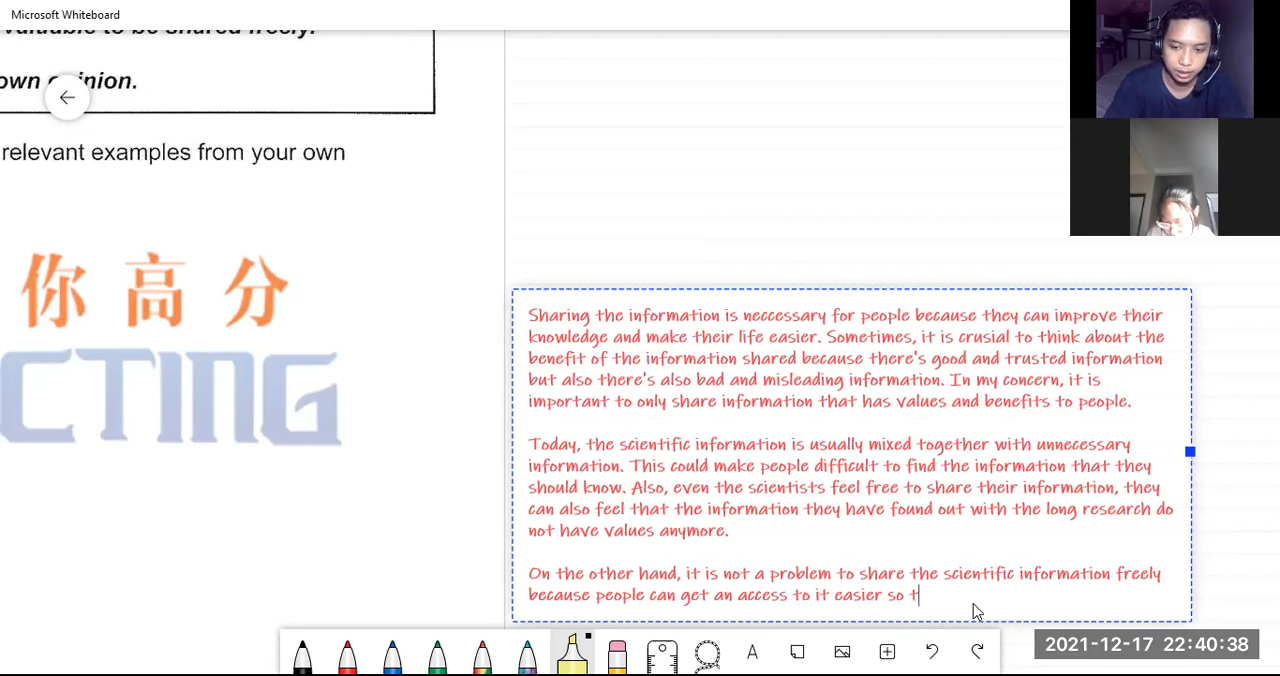 Microsoft Whiteboard
valuable to be shared freely.
own opinion.
relevant examples from your own
你高分
CTING
Sharing the information is neccessary for people because they can improve their
knowledge and make their life easier. Sometimes, it is crusial to think about the
benefit of the information shared because there's good and trusted information
but also there's also bad and misleading information. In my concern, it is
important to only share information that has values and benefits to people.
Today, the scientific information is usually mixed together with unnecessary
information. This could make people difficult to find the information that they
should know. Also, even the scientists feel free to share their information, they
can also feel that the information they have found out with the long research do
not have values anymore.
On the other hand, it is not a problem to share the scientific information freely
because people can get an access to it easier so t
A
2021-12-17 22:40:38